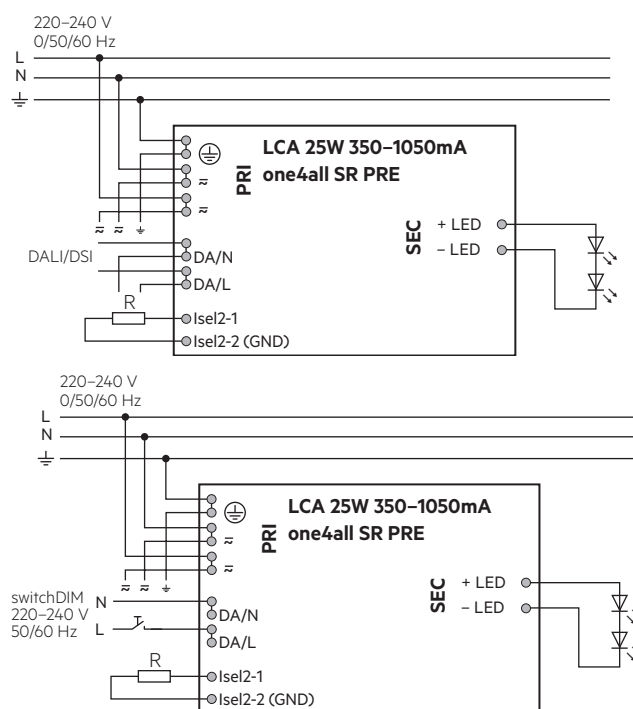 220–240 V
0/50/60 Hz
L
N
LCA 25W 350–1050mA
one4all SR PRE
PRI
SEC
+ LED
– LED
DALI/DSI
DA/N
DA/L
R
Isel2-1
Isel2-2 (GND)
220–240 V
0/50/60 Hz
L
N
LCA 25W 350–1050mA
one4all SR PRE
PRI
SEC
+ LED
– LED
switchDIM
220–240 V
50/60 Hz
N
L
DA/N
DA/L
R
Isel2-1
Isel2-2 (GND)